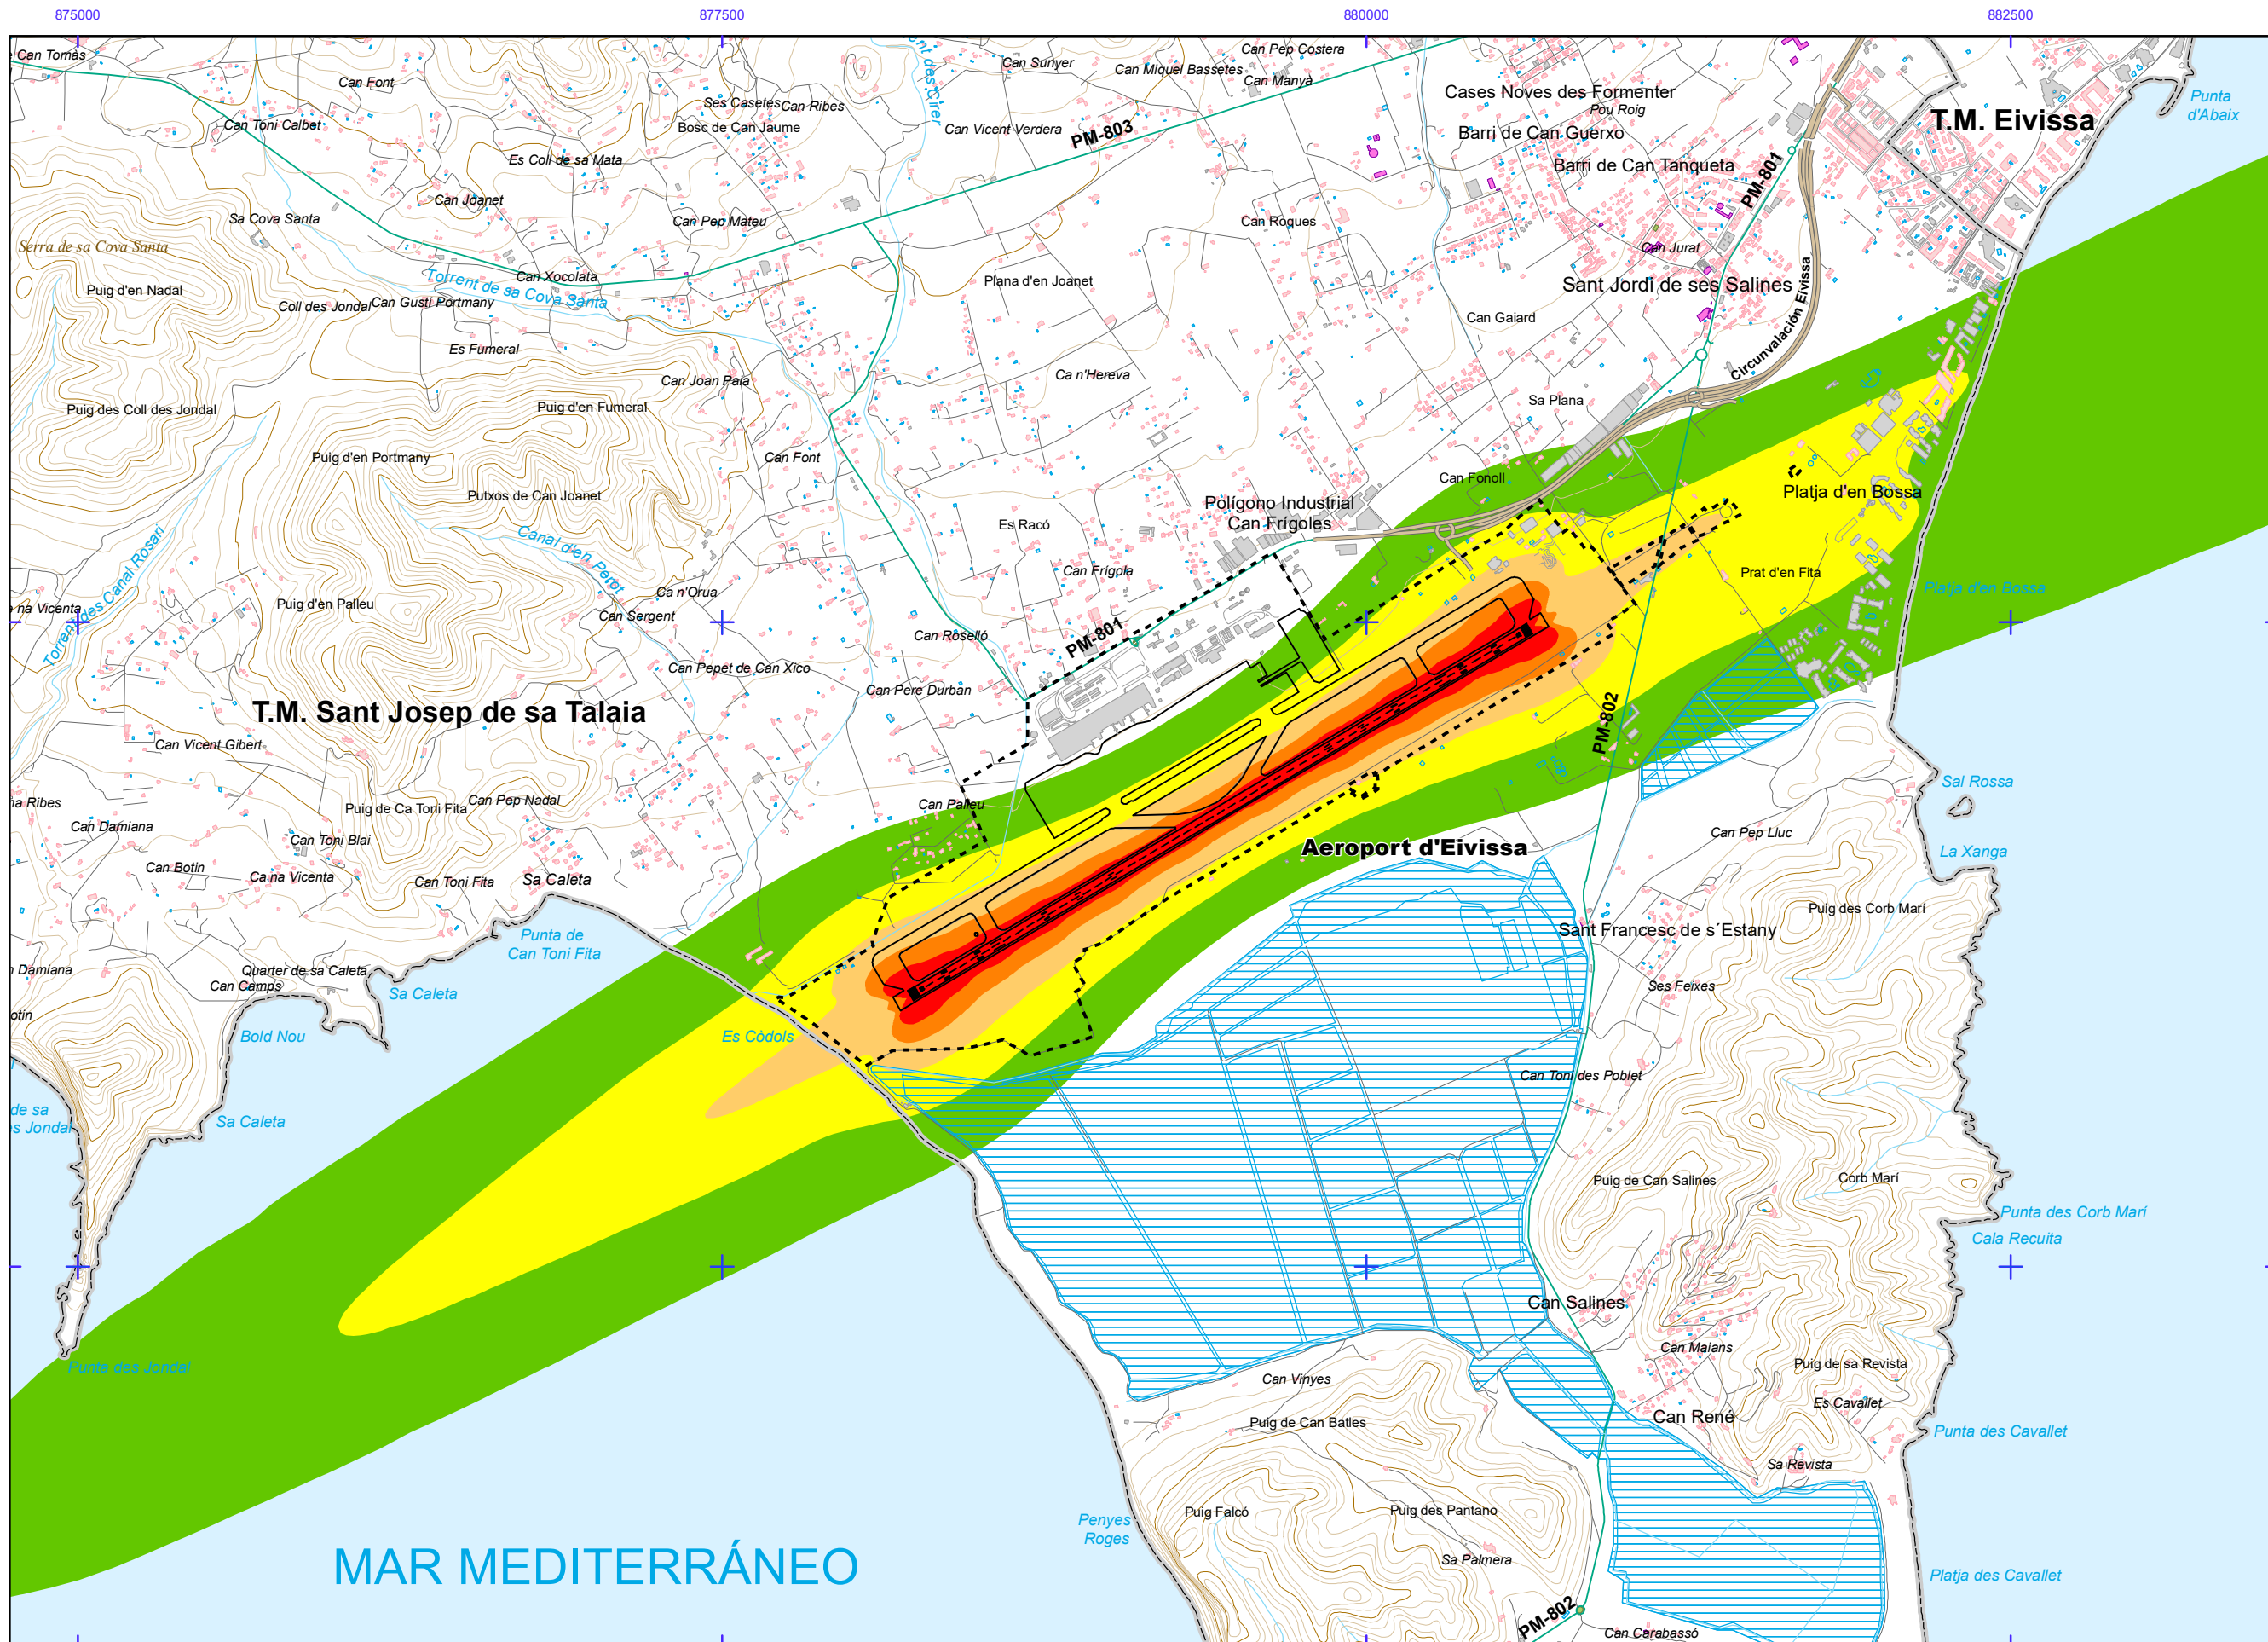 875000
877500
880000
882500
Can Tomàs
Can Font
Can Toni Calbet
Ses Casetes
Can Ribes
Bosc de Can Jaume
Es Coll de sa Mata
Can Joanet
Can Pep Mateu
Sa Cova Santa
Serra de sa Cova Santa
Puig d'en Nadal
Can Xocolata
Torrent de sa Cova Santa
Coll des Jondal
Can Gusti Portmany
Es Fumeral
Can Sunyer
Can Miquel Bassetes
Can Pep Costera
Can Manyà
Can Vicent Verdera
PM-803
Cases Noves des Formenter
Pou Roig
Barri de Can Guerxo
Barri de Can Tanqueta
PM-801
T.M. Eivissa
Punta
d'Abaix
Can Roques
Can Jurat
Plana d'en Joanet
Sant Jordi de ses Salines
Can Gaiard
Circunvalación Eivissa
Can Joan Paia
Ca n'Hereva
Sa Plana
Puig des Coll des Jondal
Puig d'en Fumeral
Puig d'en Portmany
Can Font
Putxos de Can Joanet
Can Fonoll
Platja d'en Bossa
Polígono Industrial
Can Frígoles
Es Racó
Canal d'en Perot
Torrent des Canal Rosari
Can Frígola
Prat d'en Fita
Platja d'en Bossa
Ca n'Orua
Can Sergent
Puig d'en Palleu
na Vicenta
Can Roselló
PM-801
Can Pepet de Can Xico
Can Pere Durban
T.M. Sant Josep de sa Talaia
PM-802
Can Vicent Gibert
Sal Rossa
Ribes
Can Damiana
Puig de Ca Toni Fita
Can Pep Nadal
Can Palleu
Can Toni Blai
Can Pep Lluc
Aeroport d'Eivissa
La Xanga
Can Botin
Ca na Vicenta
Can Toni Fita
Sa Caleta
Puig des Corb Marí
Sant Francesc de s´Estany
Punta de
Can Toni Fita
Damiana
Quarter de sa Caleta
Can Camps
Sa Caleta
Ses Feixes
Bold Nou
Es Còdols
Can Toni des Poblet
de sa
Jondal
Sa Caleta
Puig de Can Salines
Corb Marí
Punta des Corb Marí
Cala Recuita
Can Salines
Can Maians
Puig de sa Revista
Punta des Jondal
Can Vinyes
Es Cavallet
Puig de Can Batles
Can René
Punta des Cavallet
Sa Revista
Puig Falcó
Puig des Pantano
Penyes
Roges
Sa Palmera
MAR MEDITERRÁNEO
Platja des Cavallet
PM-802
Can Carabassó